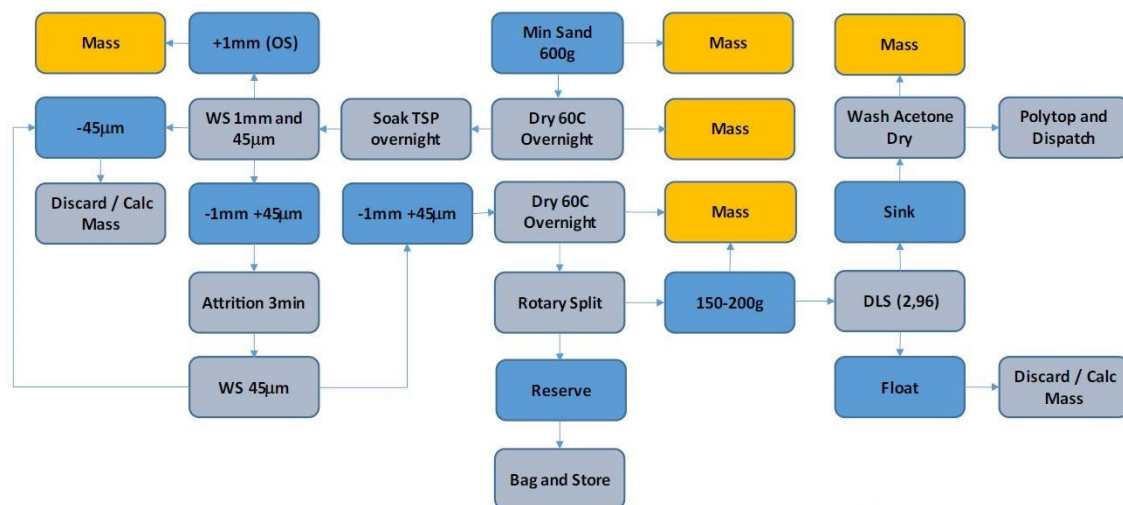 Mass
+1mm (OS)
Min Sand
600g
Mass
Mass
-45µm
WS 1mm and
45µm
Soak TSP
overnight
Dry 60C
Overnight
Mass
Wash Acetone
Dry
Polytop and
Dispatch
Discard / Calc
Mass
-1mm +45µm
-1mm +45µm
Dry 60C
Overnight
Mass
Sink
Attrition 3min
Rotary Split
150-200g
DLS (2,96)
WS 45µm
Reserve
Float
Discard / Calc
Mass
Bag and Store